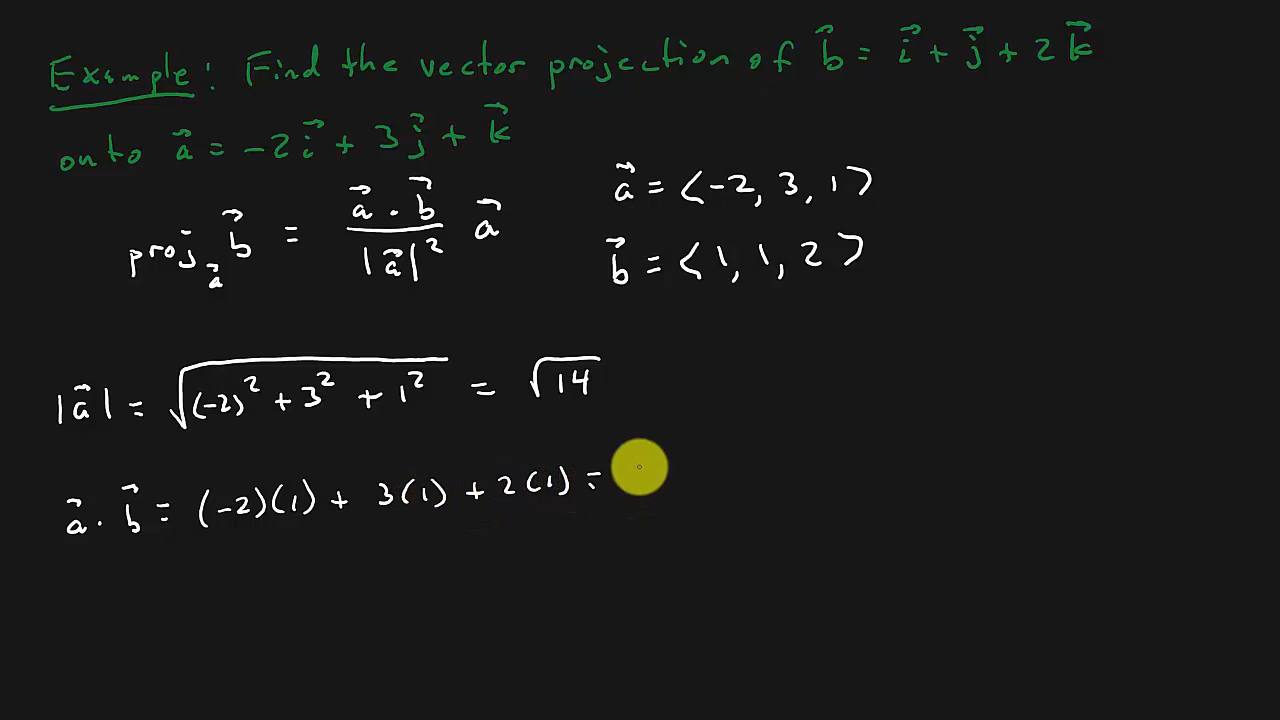 Example: Find the vector projection of b⃗ = i⃗ + j⃗ + 2k⃗
onto a⃗ = -2i⃗ + 3j⃗ + k⃗
proj_a⃗ b⃗ = (a⃗ · b⃗)/|a⃗|² a⃗
a⃗ = ⟨-2, 3, 1⟩
b⃗ = ⟨1, 1, 2⟩
|a⃗| = √((-2)² + 3² + 1²) = √14
a⃗ · b⃗ = (-2)(1) + 3(1) + 2(1) =